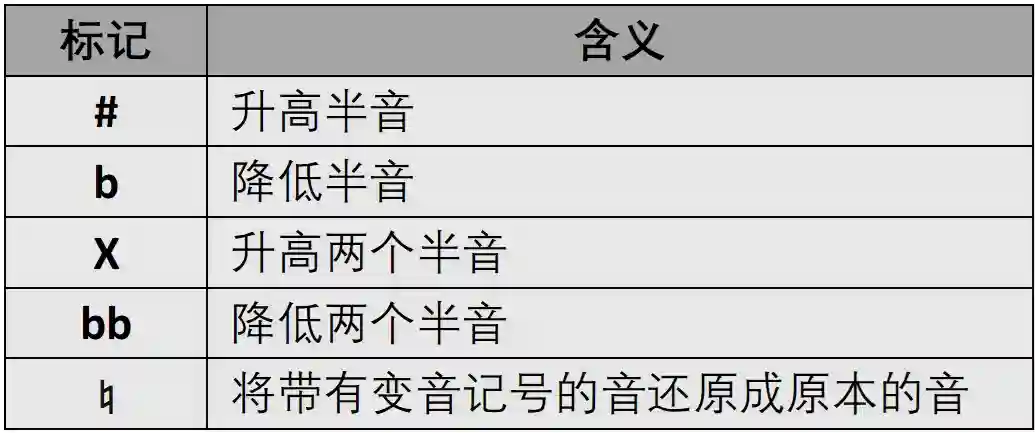 标记 含义
# 升高半音
b 降低半音
X 升高两个半音
bb 降低两个半音
♮ 将带有变音记号的音还原成原本的音